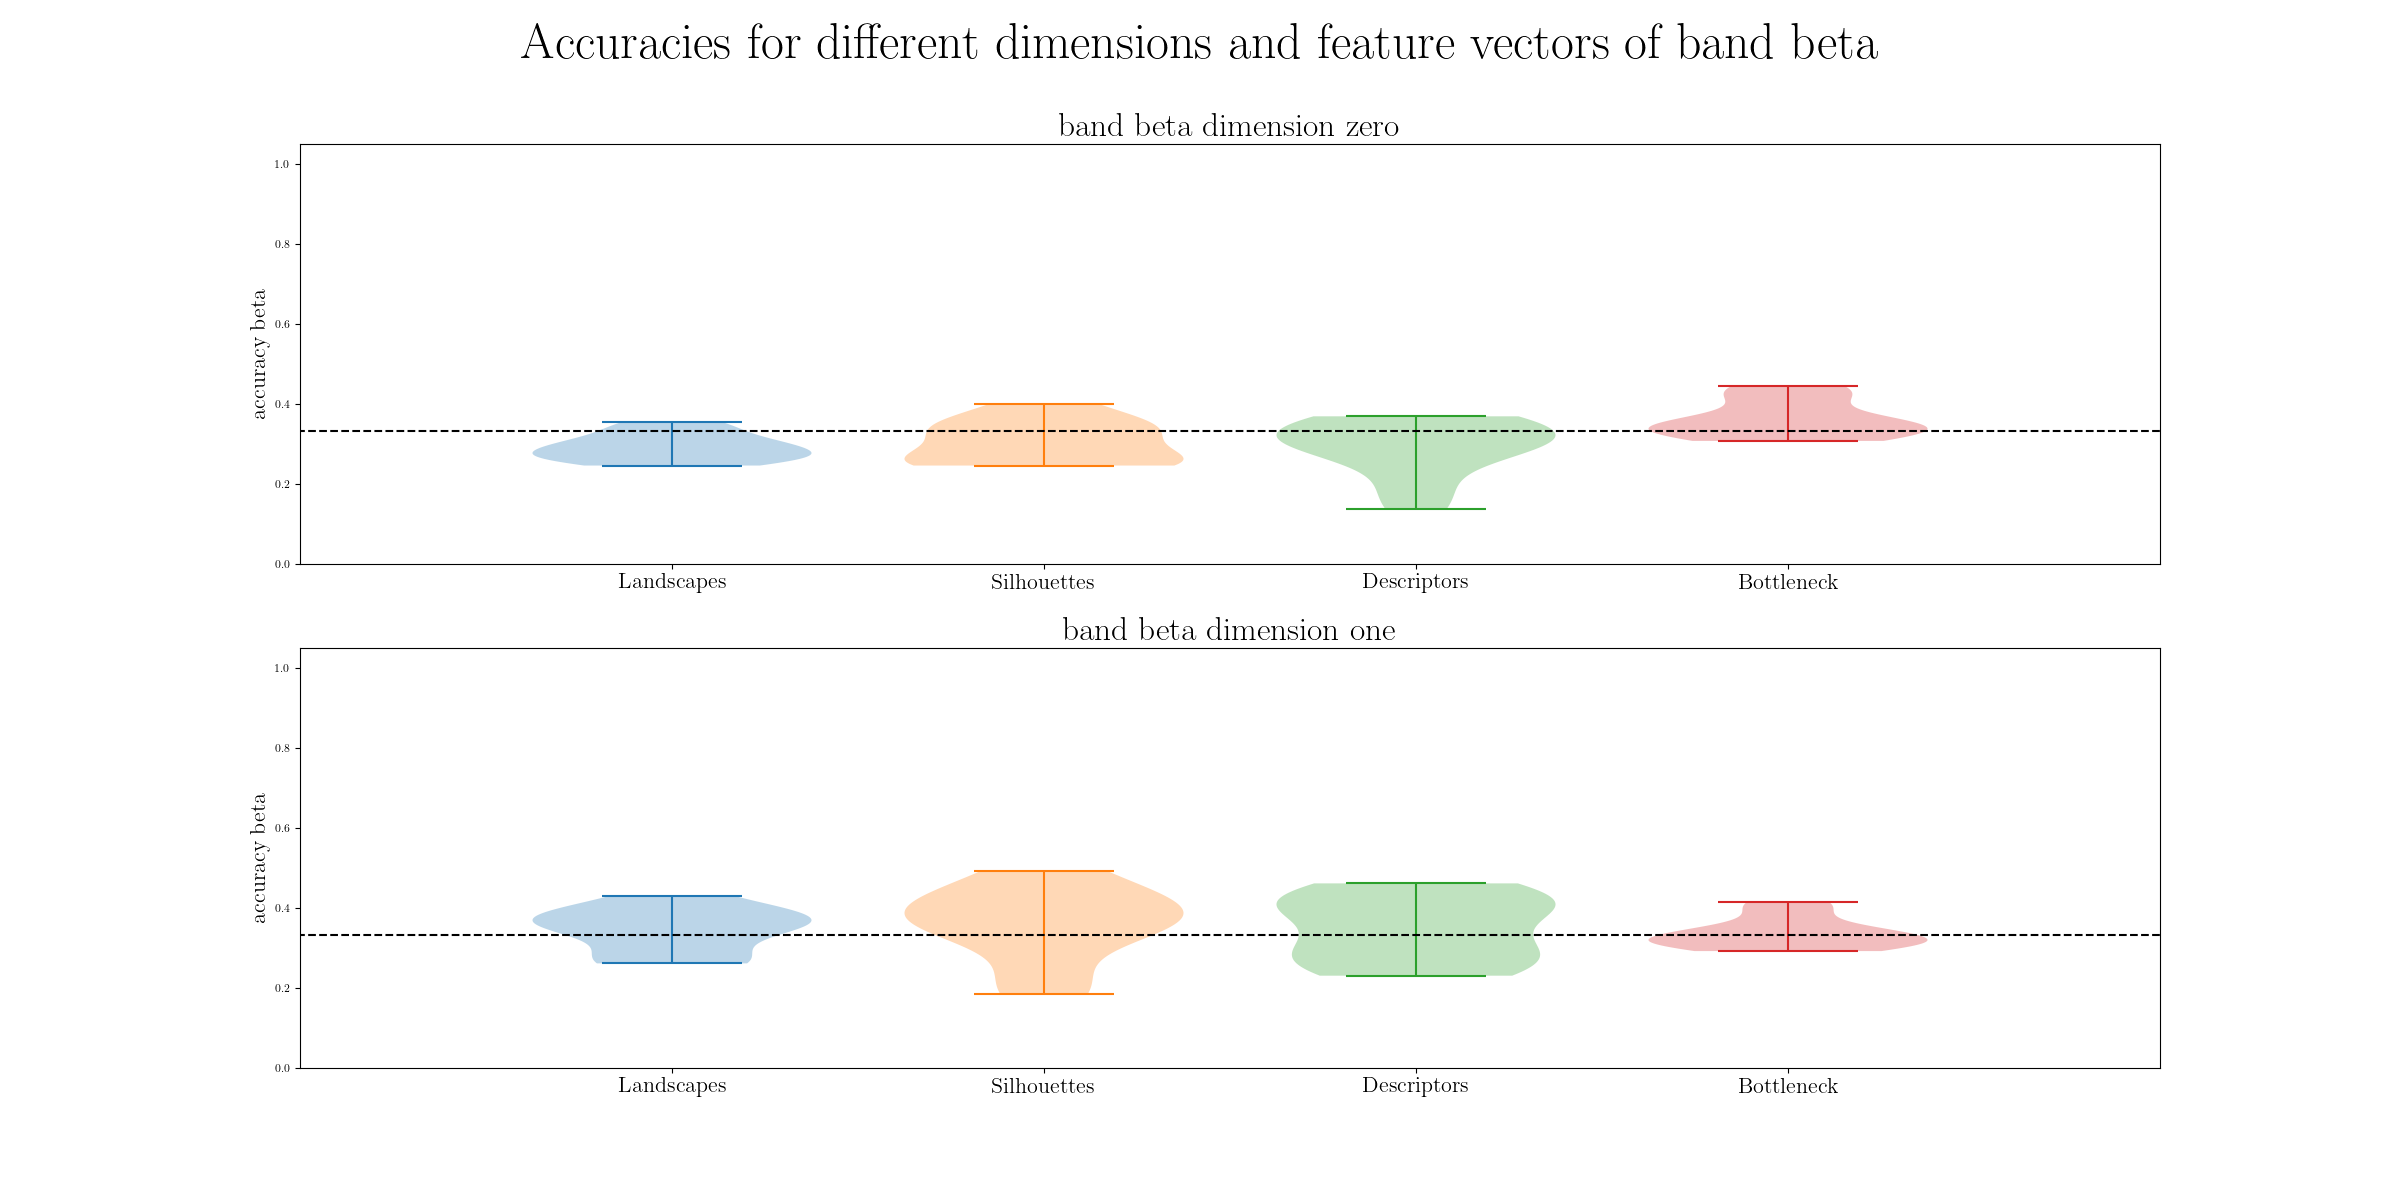 Accuracies for different dimensions and feature vectors of band beta
band beta dimension zero
accuracy beta
1.0
0.8
0.6
0.4
0.2
0.0
Landscapes Silhouettes Descriptors Bottleneck
band beta dimension one
accuracy beta
1.0
0.8
0.6
0.4
0.2
0.0
Landscapes Silhouettes Descriptors Bottleneck